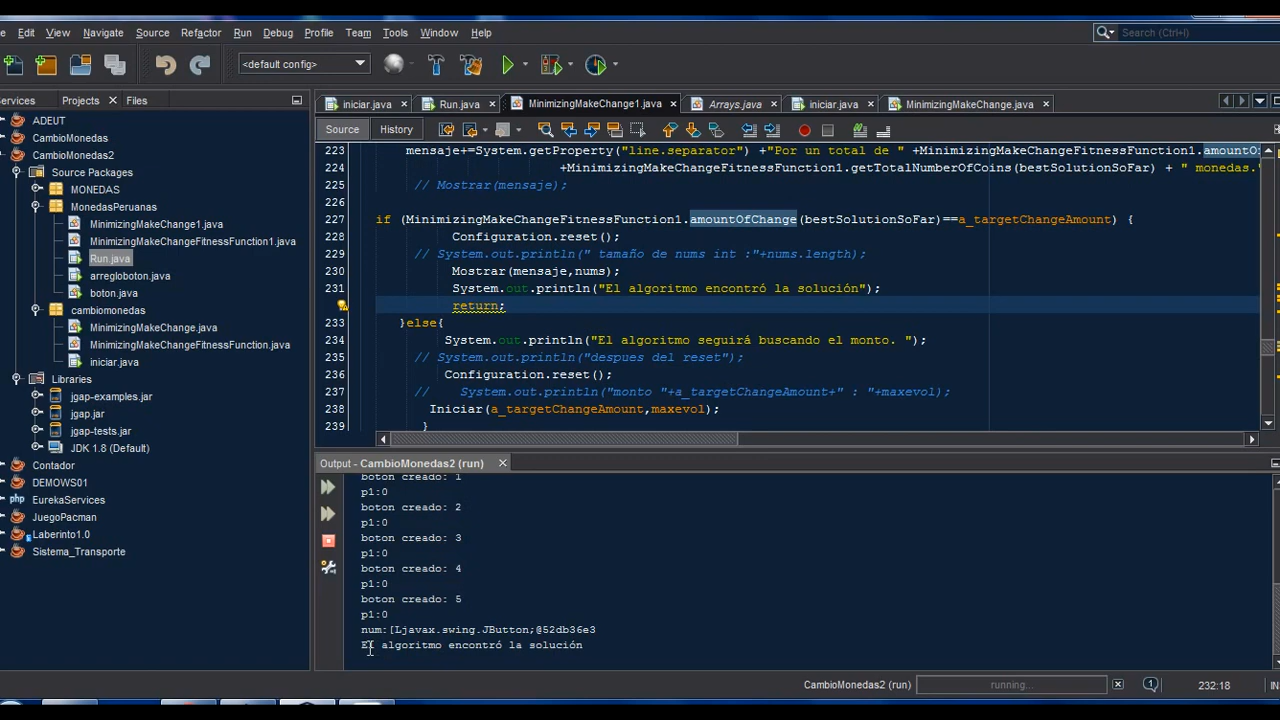 Edit View Navigate Source Refactor Run Debug Profile Team Tools Window Help
Search (Ctrl+I)
<default config>
ervices Projects Files
iniciar.java Run.java MinimizingMakeChange1.java Arrays.java iniciar.java MinimizingMakeChange.java
Source History
ADEUT
CambioMonedas
CambioMonedas2
Source Packages
MONEDAS
MonedasPeruanas
MinimizingMakeChange1.java
MinimizingMakeChangeFitnessFunction1.java
Run.java
arregloboton.java
boton.java
cambiomonedas
MinimizingMakeChange.java
MinimizingMakeChangeFitnessFunction.java
iniciar.java
Libraries
jgap-examples.jar
jgap.jar
jgap-tests.jar
JDK 1.8 (Default)
Contador
DEMOWS01
php EurekaServices
JuegoPacman
Laberinto1.0
Sistema_Transporte
223 mensaje+=System.getProperty("line.separator") +"Por un total de " +MinimizingMakeChangeFitnessFunction1.amountO
224 +MinimizingMakeChangeFitnessFunction1.getTotalNumberOfCoins(bestSolutionSoFar) + " monedas."
225 // Mostrar(mensaje);
226
227 if (MinimizingMakeChangeFitnessFunction1.amountOfChange(bestSolutionSoFar)==a_targetChangeAmount) {
228 Configuration.reset();
229 // System.out.println(" tamaño de nums int :"+nums.length);
230 Mostrar(mensaje,nums);
231 System.out.println("El algoritmo encontró la solución");
return;
233 }else{
234 System.out.println("El algoritmo seguirá buscando el monto. ");
235 // System.out.println("despues del reset");
236 Configuration.reset();
237 // System.out.println("monto "+a_targetChangeAmount+" : "+maxevol);
238 Iniciar(a_targetChangeAmount,maxevol);
239 }
Output - CambioMonedas2 (run)
boton creado: 1
p1:0
boton creado: 2
p1:0
boton creado: 3
p1:0
boton creado: 4
p1:0
boton creado: 5
p1:0
num:[Ljavax.swing.JButton;@52db36e3
El algoritmo encontró la solución
CambioMonedas2 (run) running... 1 232:18 IN